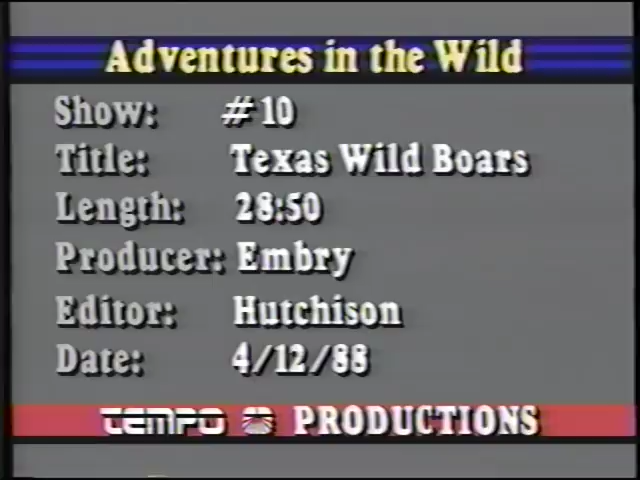 Adventures in the Wild
Show: #10
Title: Texas Wild Boars
Length: 28:50
Producer: Embry
Editor: Hutchison
Date: 4/12/88
TEMPO PRODUCTIONS